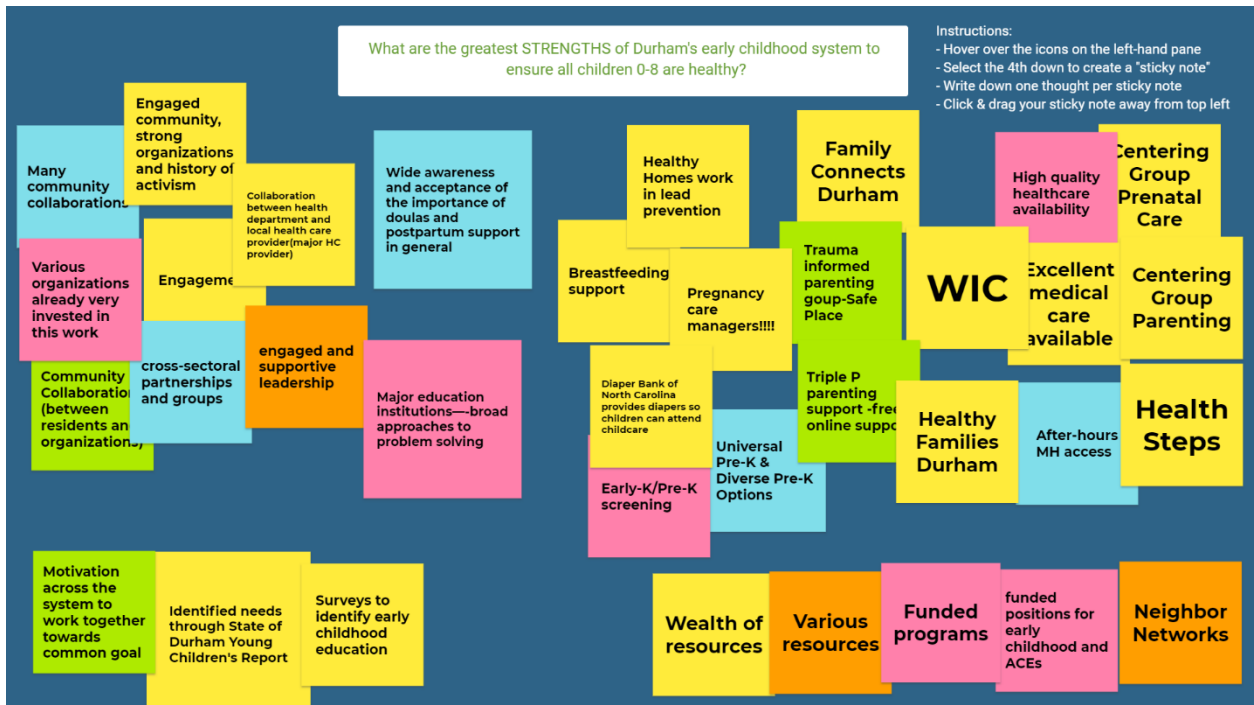 What are the greatest STRENGTHS of Durham's early childhood system to
ensure all children 0-8 are healthy?
Instructions:
- Hover over the icons on the left-hand pane
- Select the 4th down to create a "sticky note"
- Write down one thought per sticky note
- Click & drag your sticky note away from top left
Many
community
collaborations
Engaged
community,
strong
organizations
and history of
activism
Collaboration
between health
department and
local health care
provider(major HC
provider)
Various
organizations
already very
invested in
this work
Engageme
Community
Collaboration
(between
residents an
organizations)
cross-sectoral
partnerships
and groups
engaged and
supportive
leadership
Wide awareness
and acceptance of
the importance of
doulas and
postpartum support
in general
Major education
institutions—-broad
approaches to
problem solving
Healthy
Homes work
in lead
prevention
Breastfeeding
support
Pregnancy
care
managers!!!!
Diaper Bank of
North Carolina
provides diapers so
children can attend
childcare
Early-K/Pre-K
screening
Universal
Pre-K &
Diverse Pre-K
Options
Family
Connects
Durham
Trauma
informed
parenting
goup-Safe
Place
Triple P
parenting
support -free
online suppo
WIC
High quality
healthcare
availability
Centering
Group
Prenatal
Care
Excellent
medical
care
available
Centering
Group
Parenting
Healthy
Families
Durham
After-hours
MH access
Health
Steps
Motivation
across the
system to
work together
towards
common goal
Identified needs
through State of
Durham Young
Children's Report
Surveys to
identify early
childhood
education
Wealth of
resources
Various
resources
Funded
programs
funded
positions for
early
childhood and
ACEs
Neighbor
Networks